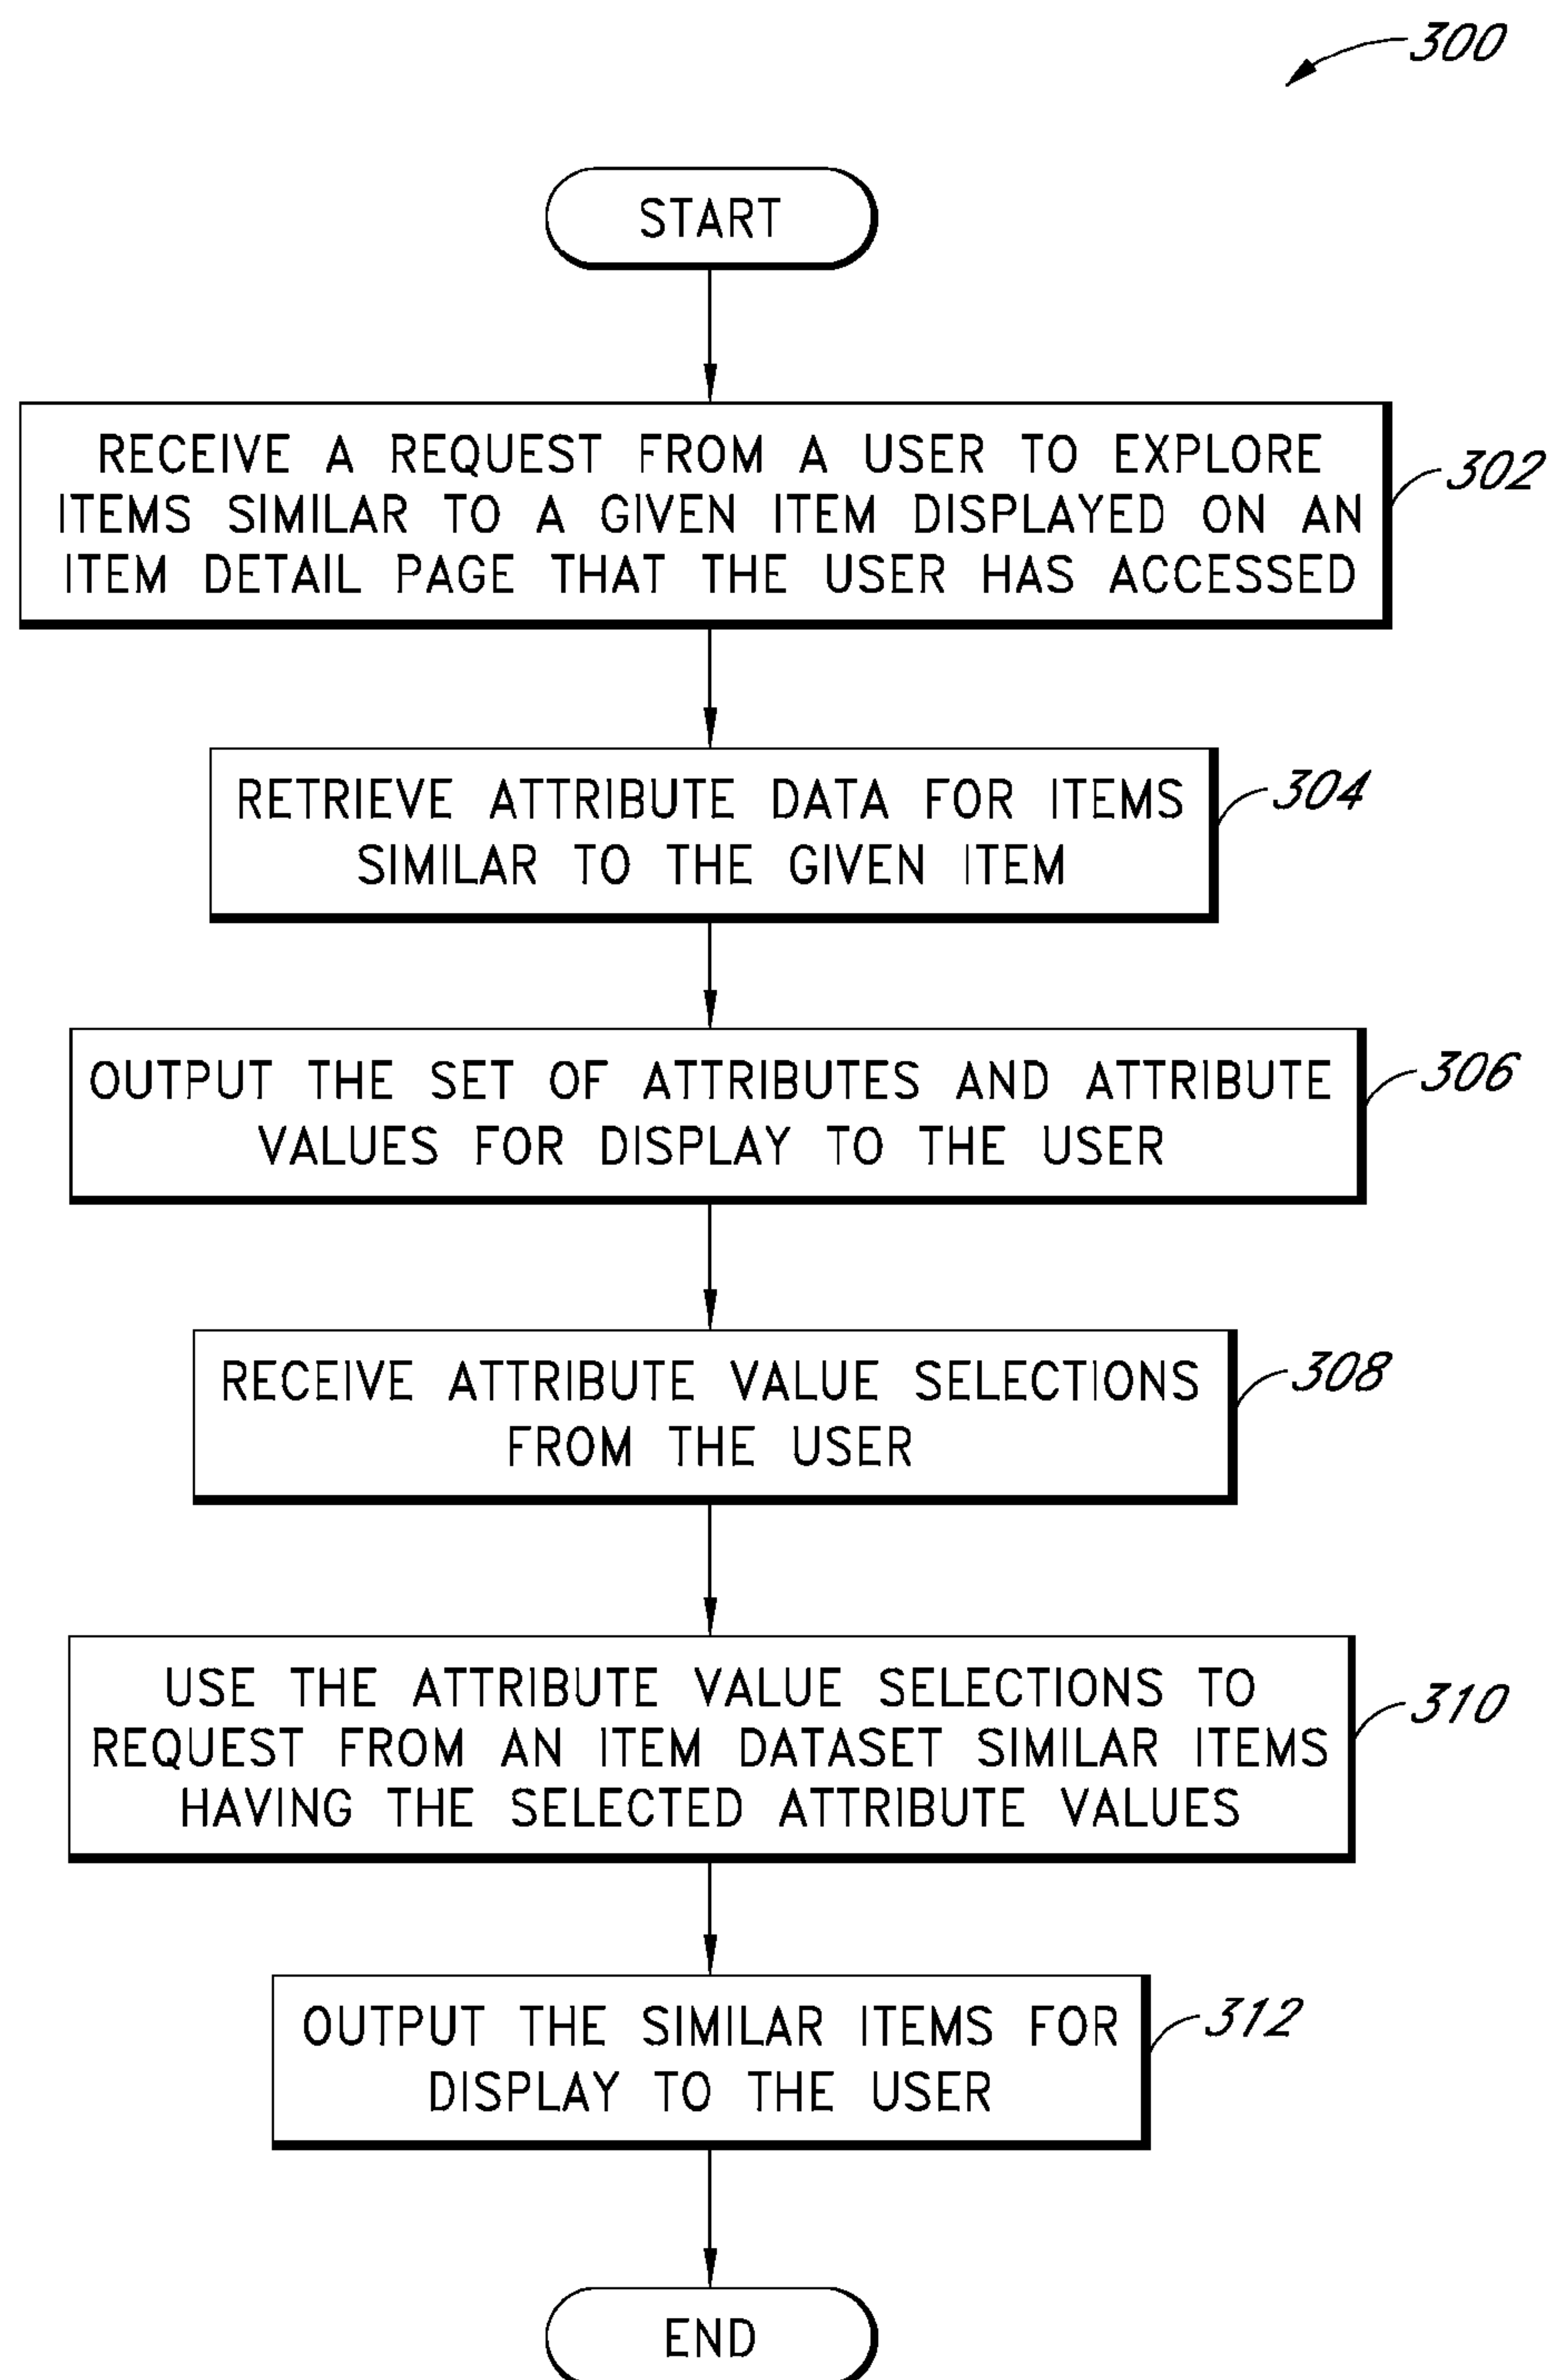 300
START
RECEIVE A REQUEST FROM A USER TO EXPLORE
ITEMS SIMILAR TO A GIVEN ITEM DISPLAYED ON AN
ITEM DETAIL PAGE THAT THE USER HAS ACCESSED
302
RETRIEVE ATTRIBUTE DATA FOR ITEMS
SIMILAR TO THE GIVEN ITEM
304
OUTPUT THE SET OF ATTRIBUTES AND ATTRIBUTE
VALUES FOR DISPLAY TO THE USER
306
RECEIVE ATTRIBUTE VALUE SELECTIONS
FROM THE USER
308
USE THE ATTRIBUTE VALUE SELECTIONS TO
REQUEST FROM AN ITEM DATASET SIMILAR ITEMS
HAVING THE SELECTED ATTRIBUTE VALUES
310
OUTPUT THE SIMILAR ITEMS FOR
DISPLAY TO THE USER
312
END